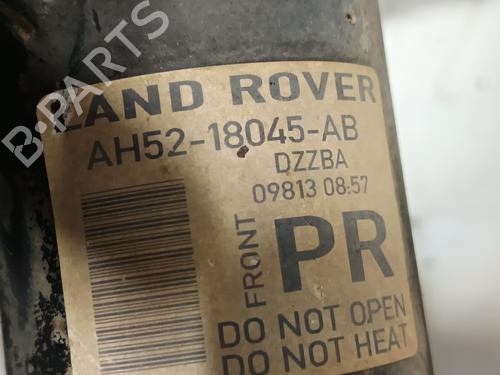 B-PARTS
LAND ROVER
AH52-18045-AB
DZZBA
09813 08:57
FRONT
PR
DO NOT OPEN
DO NOT HEAT